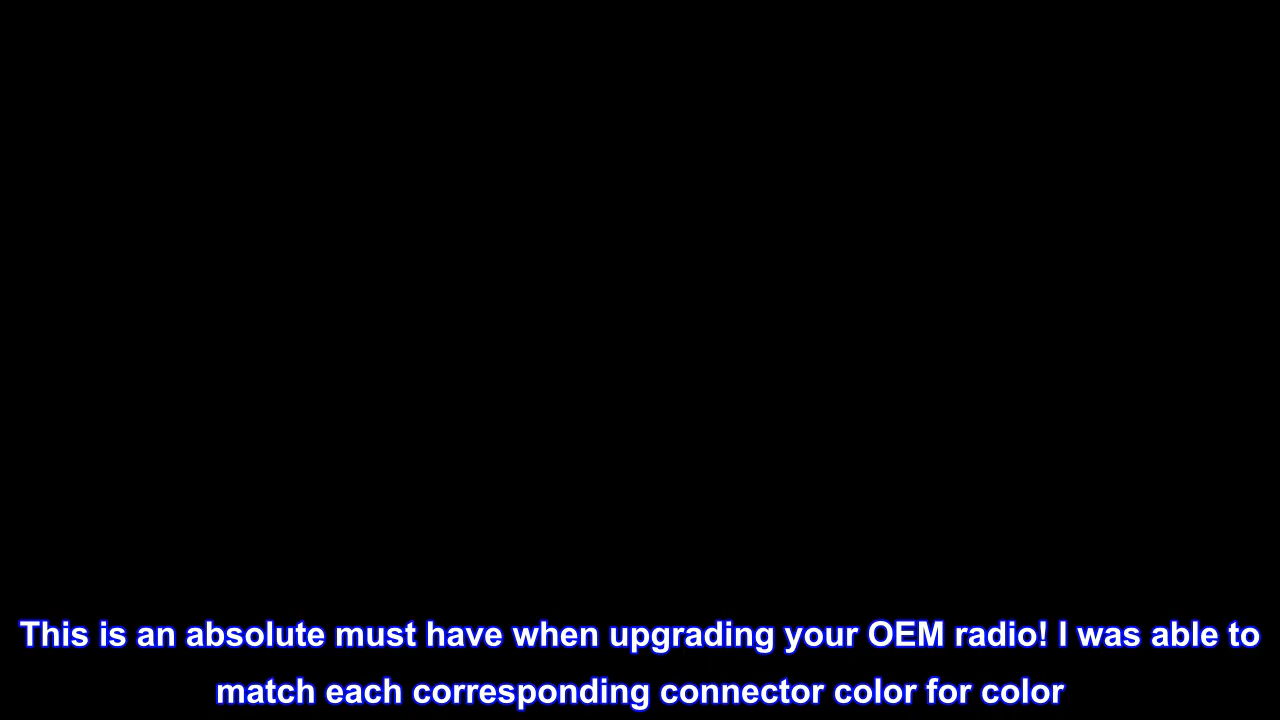 This is an absolute must have when upgrading your OEM radio! I was able to
match each corresponding connector color for color